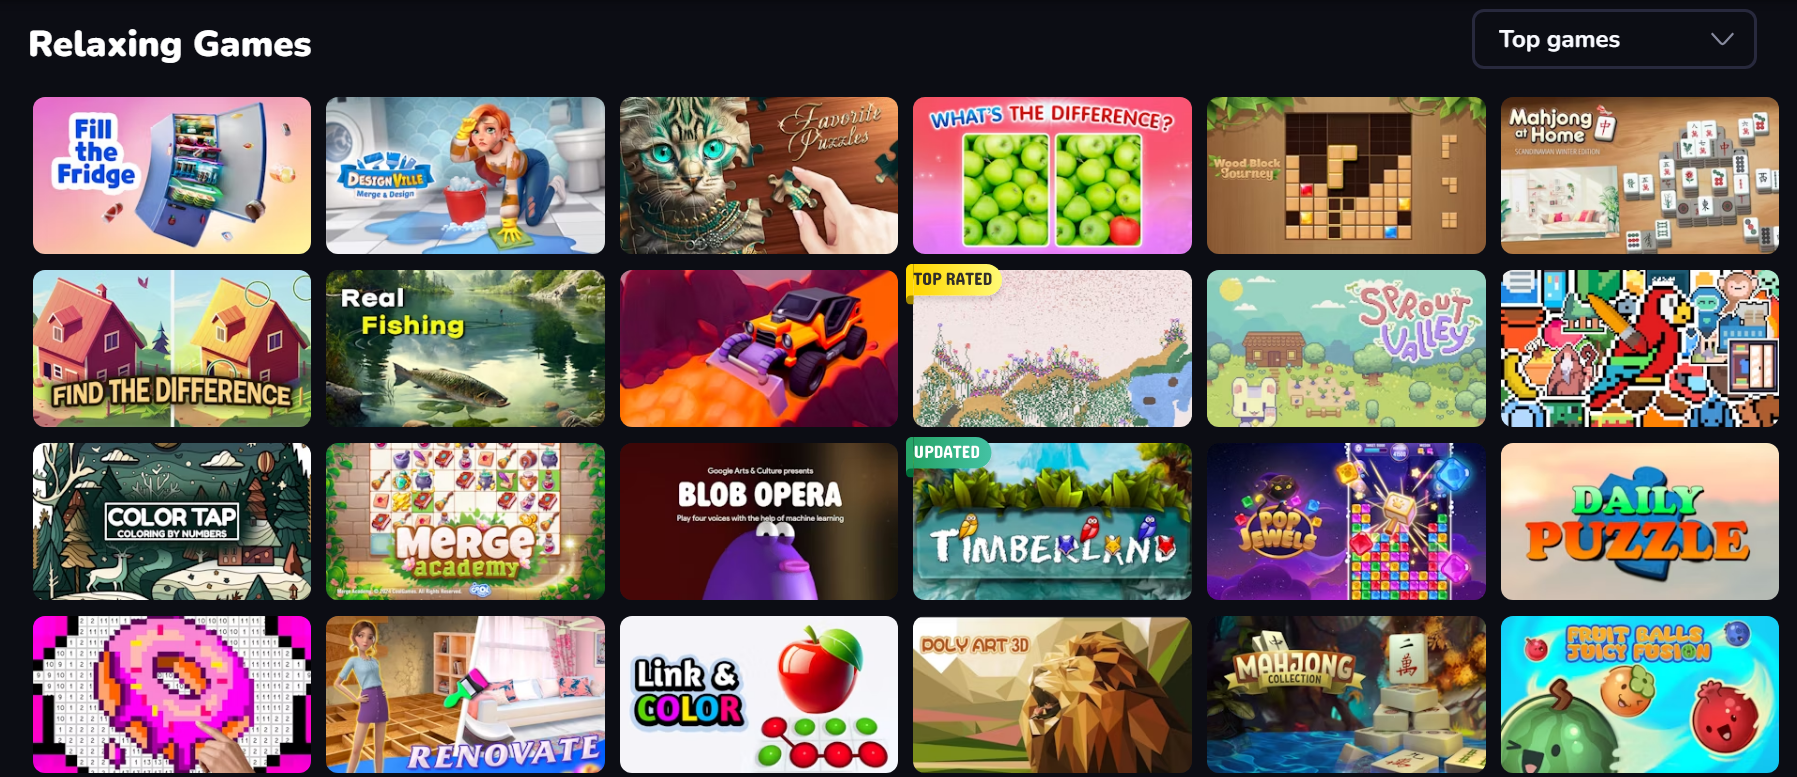 Relaxing Games
Top games
Fill
the
Fridge
DESIGNVILLE
Merge & Design
Favorite
Puzzles
WHAT'S THE DIFFERENCE?
Wood Block
Journey
Mahjong
at Home
SCANDINAVIAN WINTER EDITION
中
FIND THE DIFFERENCE
Real
Fishing
TOP RATED
SPROUT
VALLEY
COLOR TAP
COLORING BY NUMBERS
MERGE
academy
Google Arts & Culture presents
BLOB OPERA
Play four voices with the help of machine learning
UPDATED
TIMBERLAND
POP
JEWELS
DAILY
PUZZLE
RENOVATE
Link &
COLOR
POLY ART 3D
MAHJONG
COLLECTION
二
萬
FRUIT BALLS
JUICY FUSION